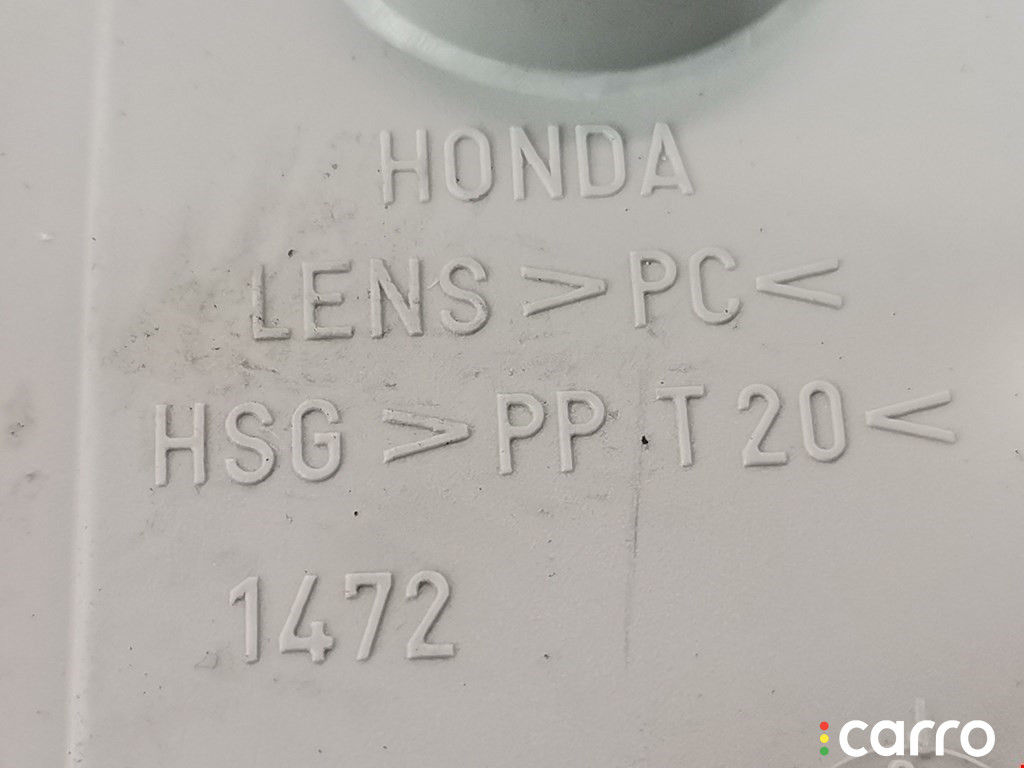 HONDA
LENS >PC<
HSG >PP T20<
1472
carro